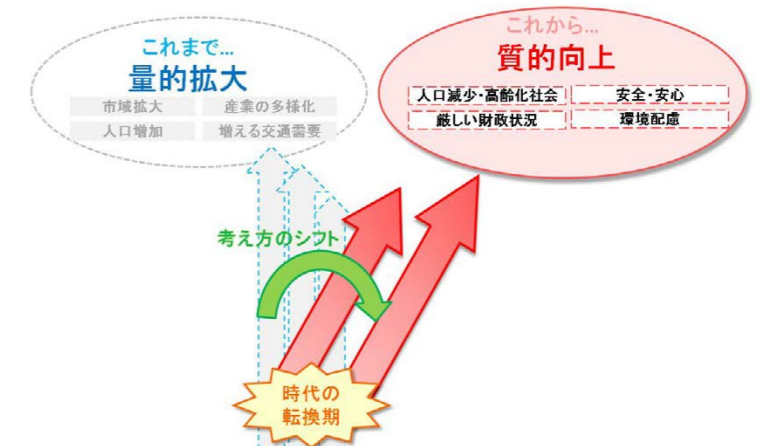 これまで...
量的拡大
市域拡大
産業の多様化
人口増加
増える交通需要
これから...
質的向上
人口減少・高齢化社会
安全・安心
厳しい財政状況
環境配慮
考え方のシフト
時代の
転換期